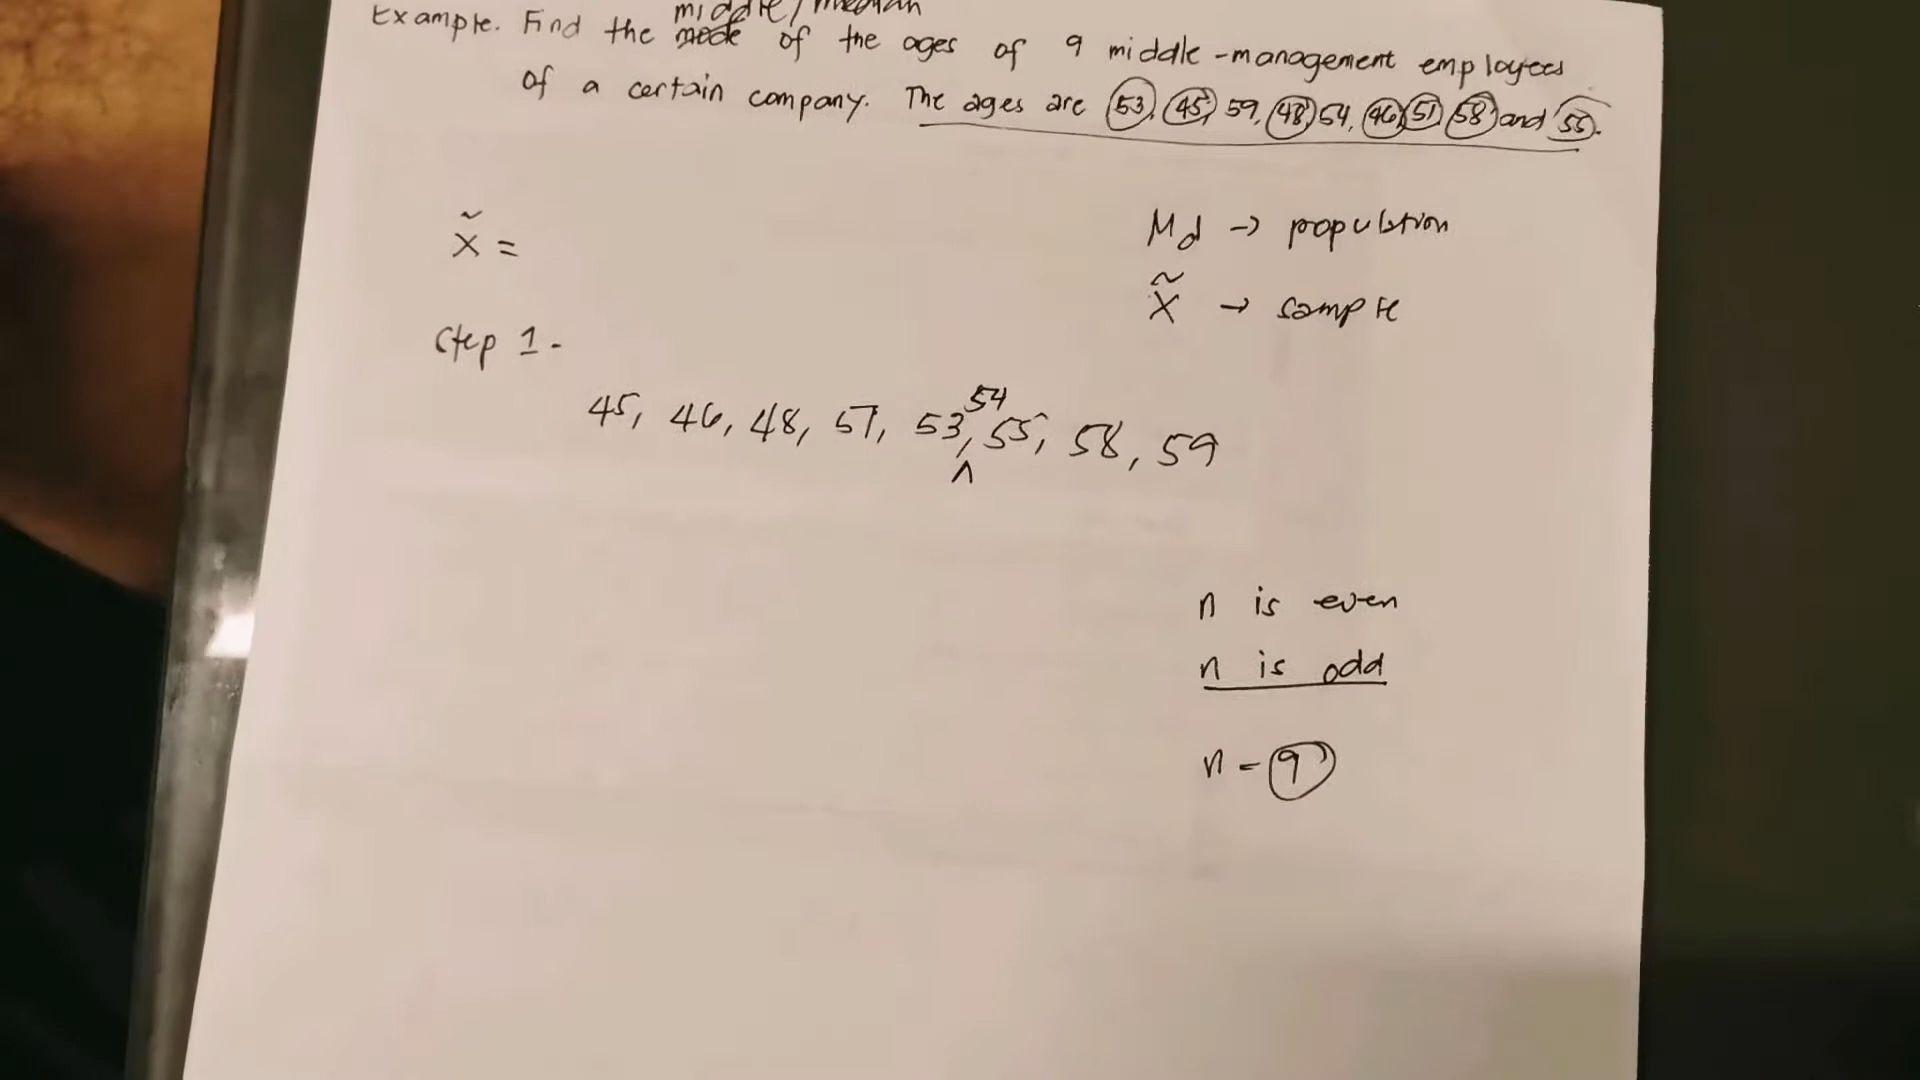 middle/median
Example. Find the mode of the ages of 9 middle-management employees
of a certain company. The ages are 53, 45, 59, 48, 54, 46, 51, 58 and 55.
x̃ =
Md → population
x̃ → sample
Step 1.
54
45, 46, 48, 51, 53, 55, 58, 59
^
n is even
n is odd
n = 9